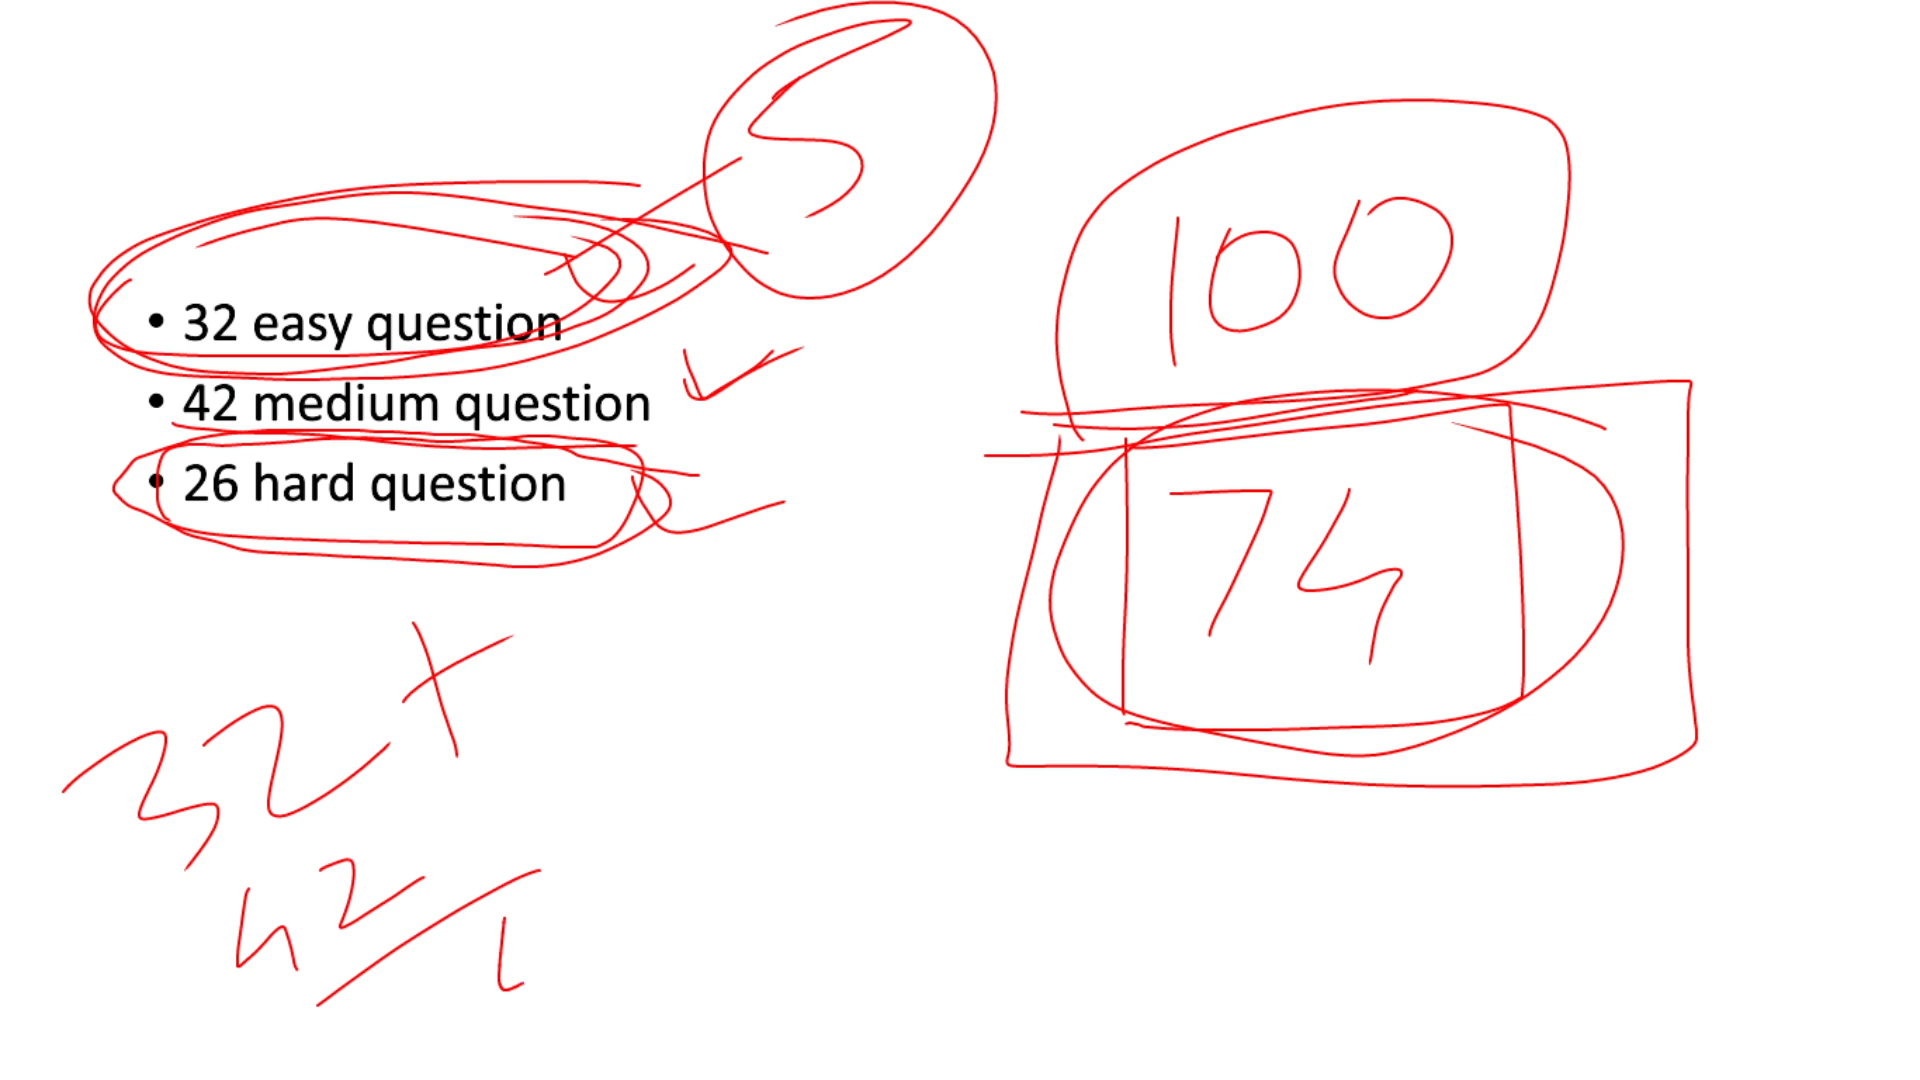 5
100
• 32 easy question
• 42 medium question
• 26 hard question
74
32 +
42